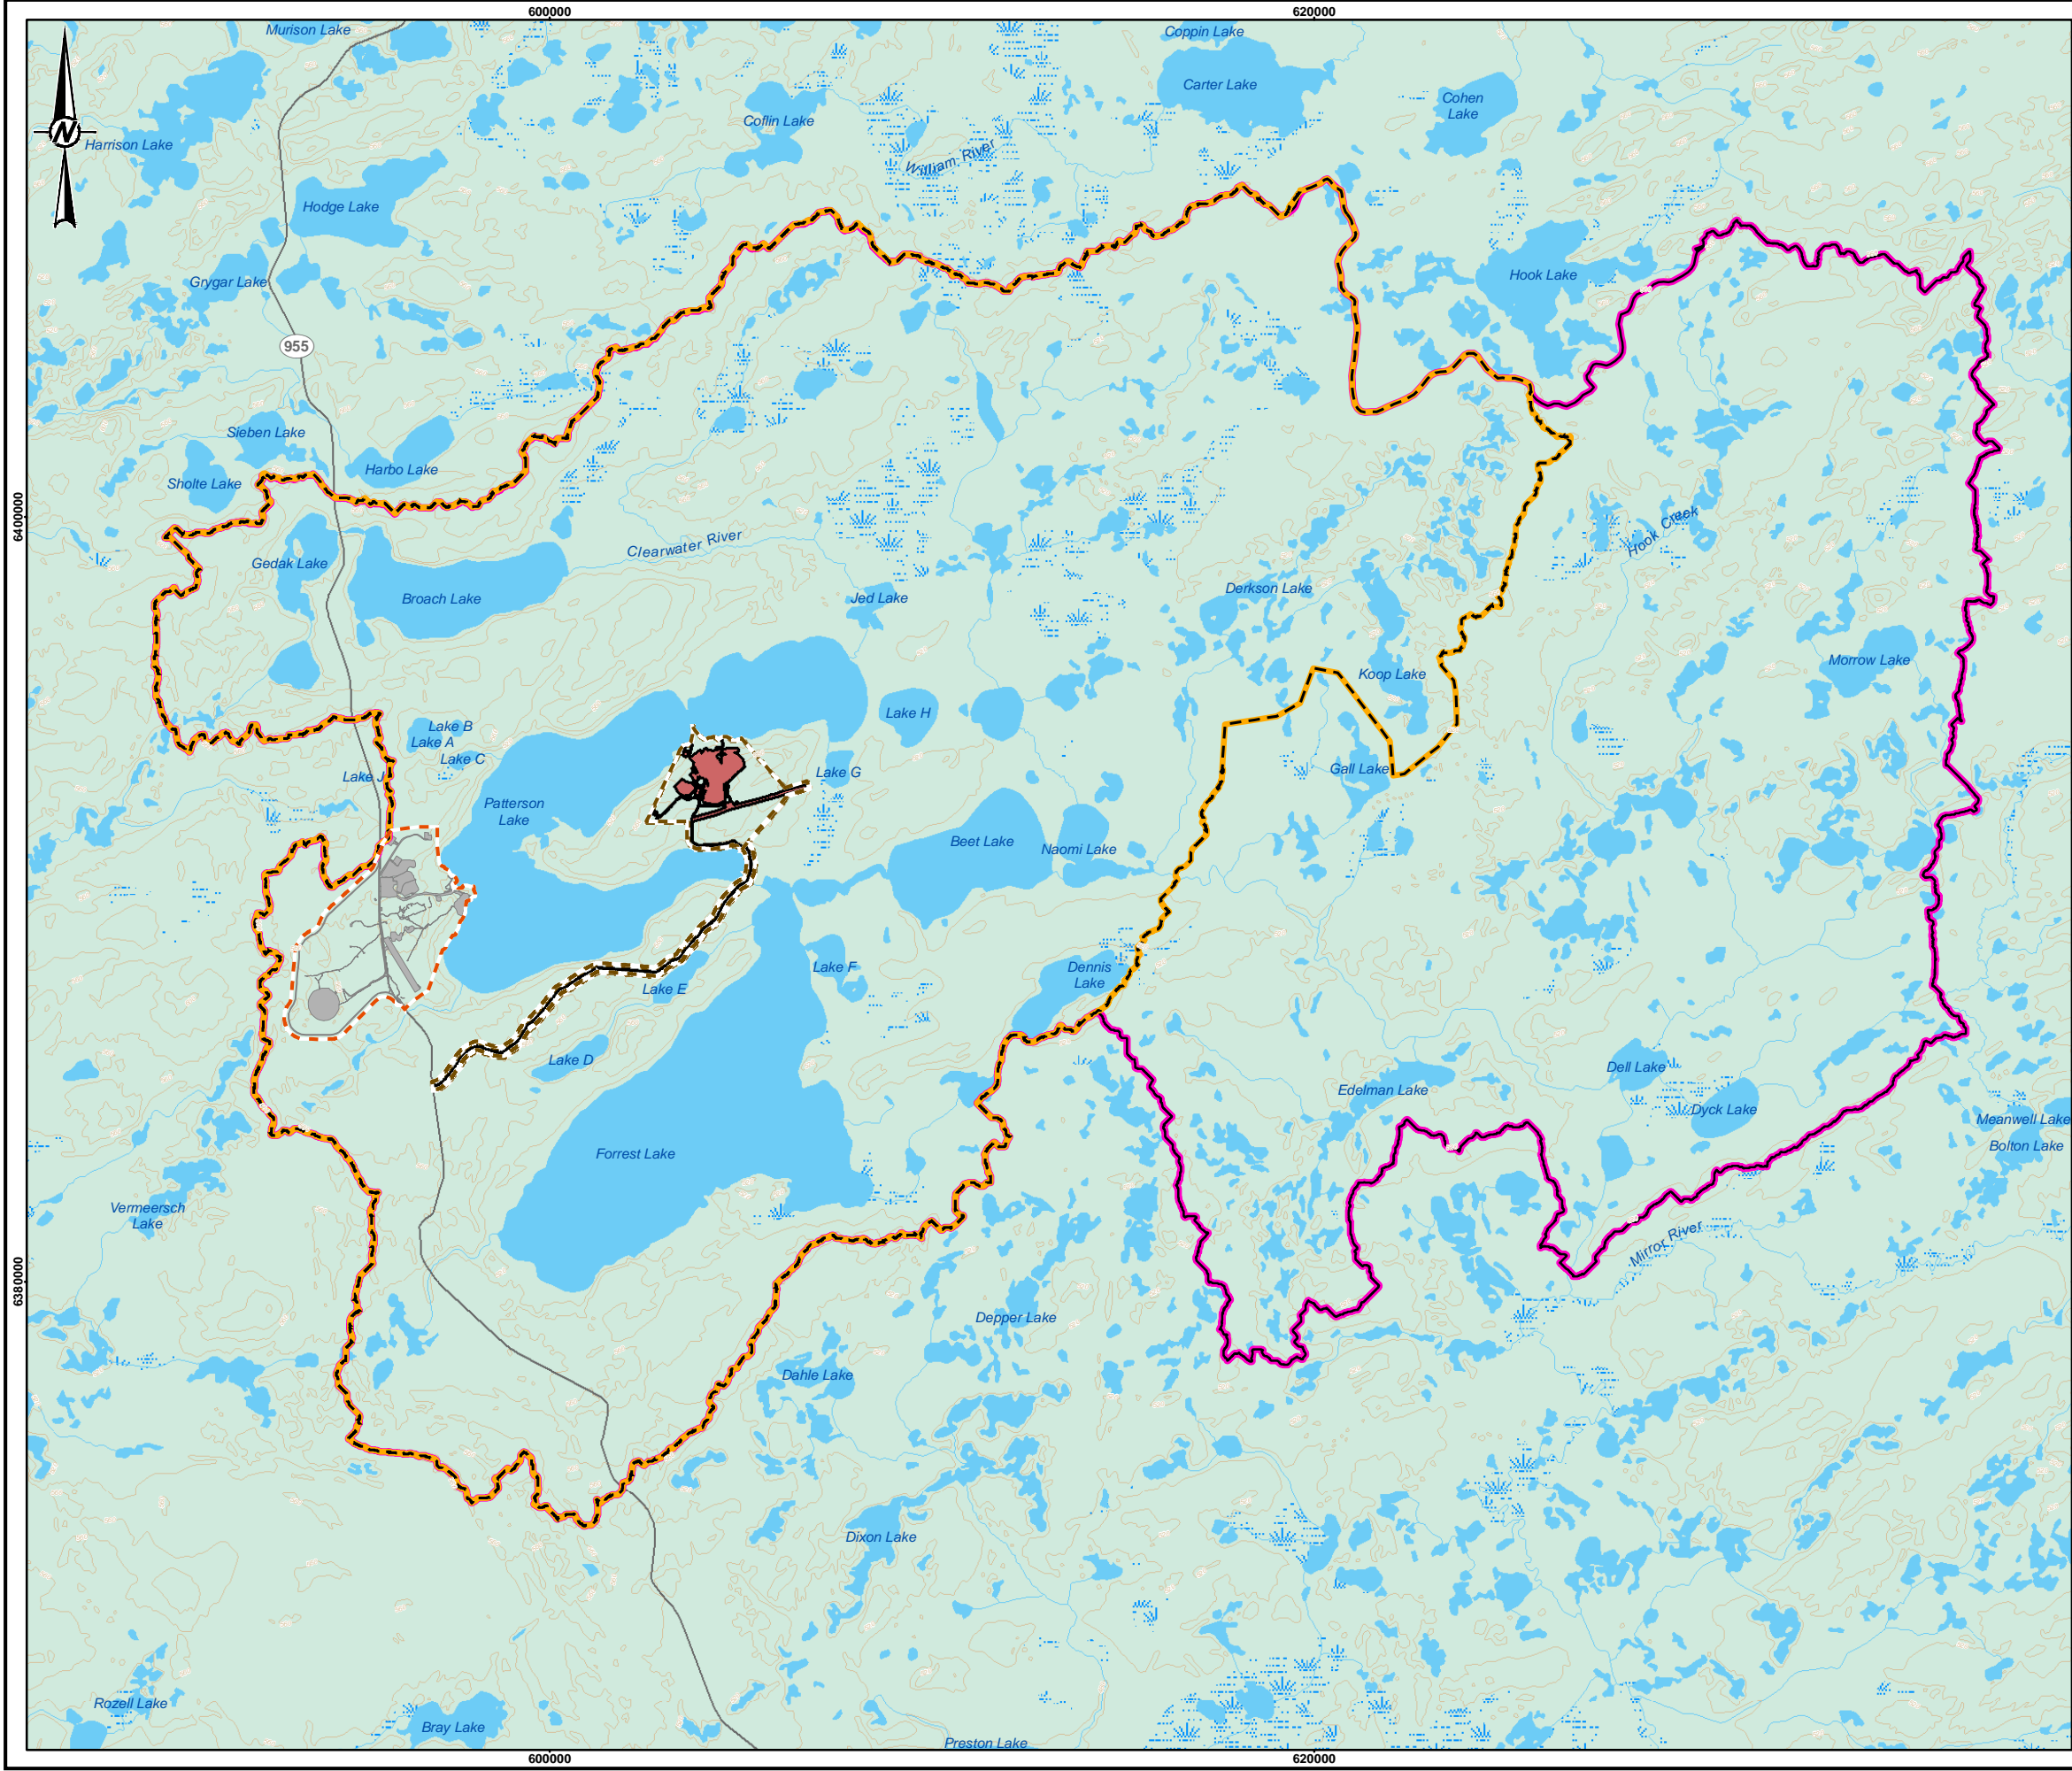 600000
620000
Murison Lake
Coppin Lake
Carter Lake
Cohen
Lake
Coflin Lake
N
Harrison Lake
William River
Hodge Lake
Hook Lake
Grygar Lake
955
Sieben Lake
Harbo Lake
Sholte Lake
6400000
Hook Creek
Clearwater River
Gedak Lake
Broach Lake
Jed Lake
Derkson Lake
Morrow Lake
Koop Lake
Lake H
Lake B
Lake A
Lake C
Lake J
Lake G
Gall Lake
Patterson
Lake
Beet Lake
Naomi Lake
Lake F
Dennis
Lake
Lake E
Lake D
Dell Lake
Edelman Lake
Dyck Lake
Meanwell Lake
Bolton Lake
Forrest Lake
Vermeersch
Lake
Mirror River
6380000
Depper Lake
Dahle Lake
Dixon Lake
Rozell Lake
Bray Lake
Preston Lake
600000
620000